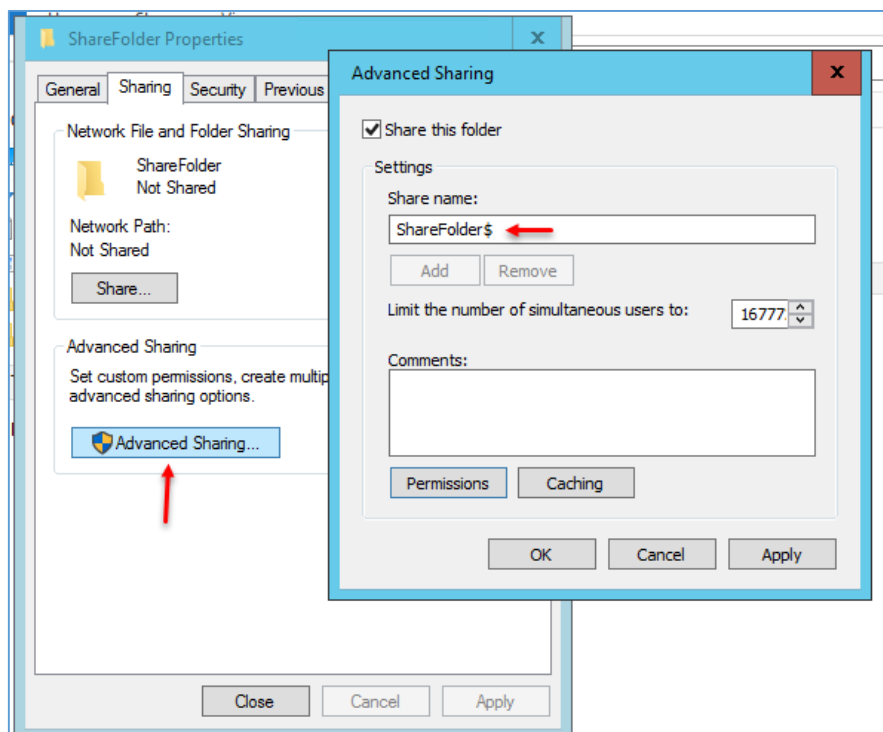 ShareFolder Properties
x
General Sharing Security Previous
Network File and Folder Sharing
ShareFolder
Not Shared
Network Path:
Not Shared
Share...
Advanced Sharing
Set custom permissions, create multip
advanced sharing options.
Advanced Sharing...
Close Cancel Apply
Advanced Sharing
x
Share this folder
Settings
Share name:
ShareFolder$
Add Remove
Limit the number of simultaneous users to: 16777
Comments:
Permissions Caching
OK Cancel Apply